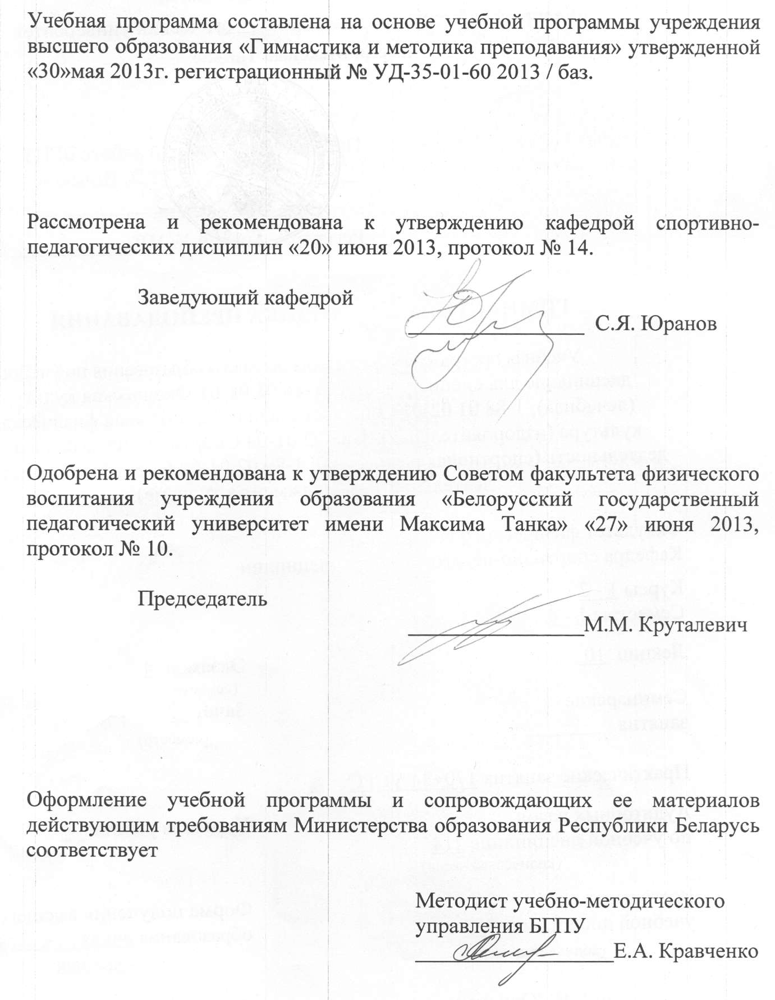 Учебная программа составлена на основе учебной программы учреждения
высшего образования «Гимнастика и методика преподавания» утвержденной
«30»мая 2013г. регистрационный № УД-35-01-60 2013 / баз.
Рассмотрена и рекомендована к утверждению кафедрой спортивно-
педагогических дисциплин «20» июня 2013, протокол № 14.
Заведующий кафедрой
С.Я. Юранов
Одобрена и рекомендована к утверждению Советом факультета физического
воспитания учреждения образования «Белорусский государственный
педагогический университет имени Максима Танка» «27» июня 2013,
протокол № 10.
Председатель
М.М. Круталевич
Оформление учебной программы и сопровождающих ее материалов
действующим требованиям Министерства образования Республики Беларусь
соответствует
Методист учебно-методического
управления БГПУ
Е.А. Кравченко